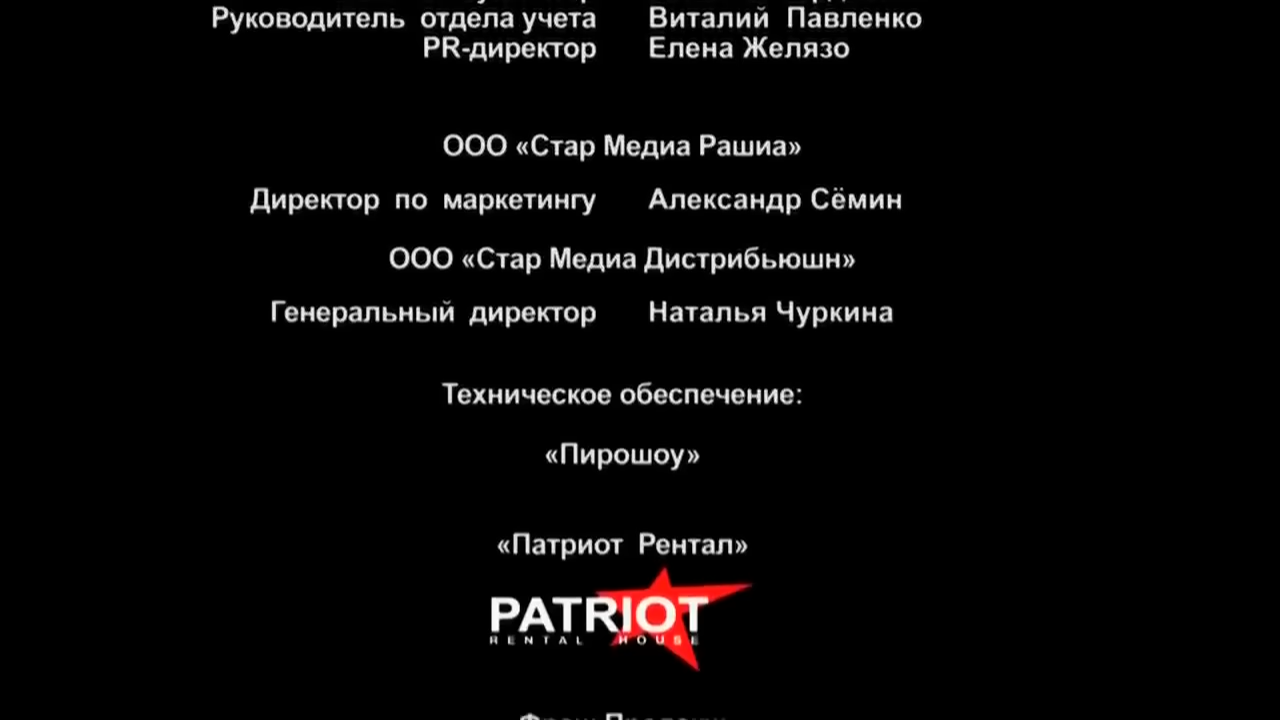 Руководитель отдела учета Виталий Павленко
PR-директор Елена Желязо
ООО «Стар Медиа Рашиа»
Директор по маркетингу Александр Сёмин
ООО «Стар Медиа Дистрибьюшн»
Генеральный директор Наталья Чуркина
Техническое обеспечение:
«Пирошоу»
«Патриот Рентал»
PATRIOT
RENTAL HOUSE